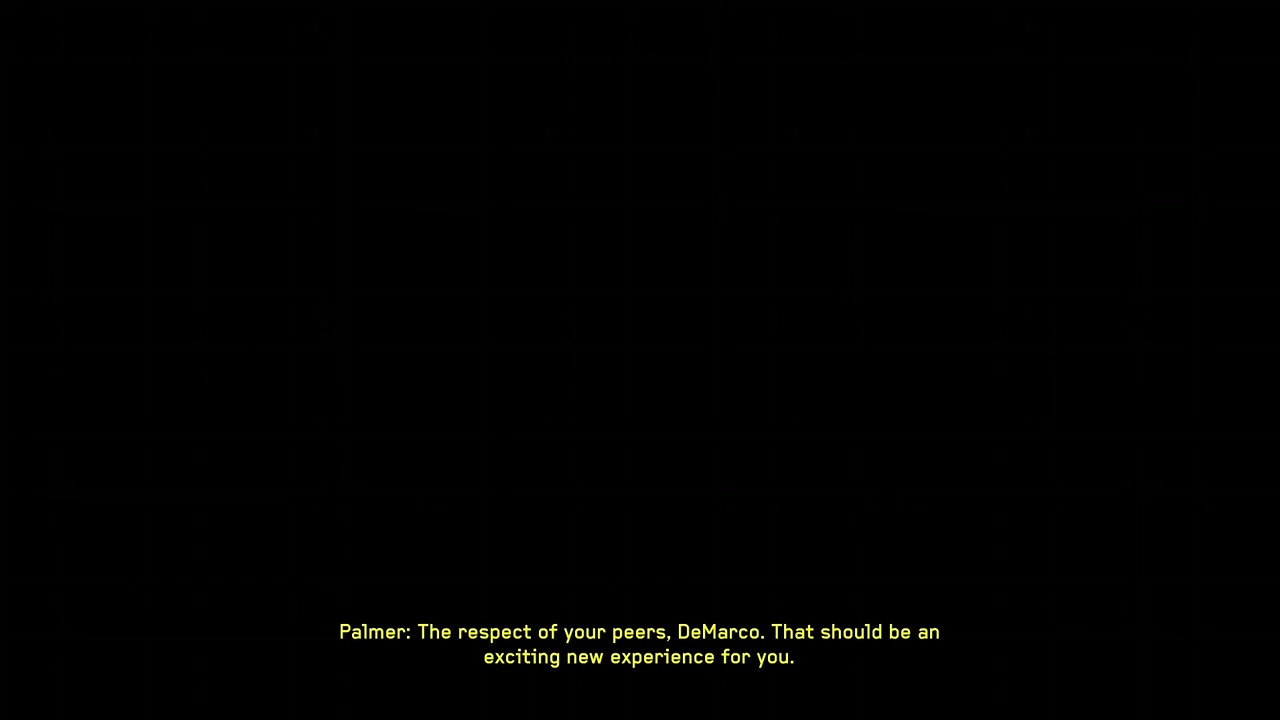 Palmer: The respect of your peers, DeMarco. That should be an
exciting new experience for you.